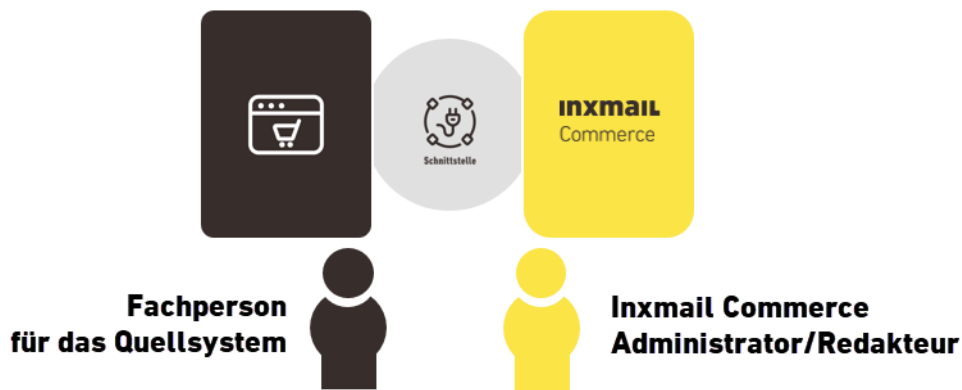 Schnittstelle
inxmail
Commerce
Fachperson
für das Quellsystem
Inxmail Commerce
Administrator/Redakteur